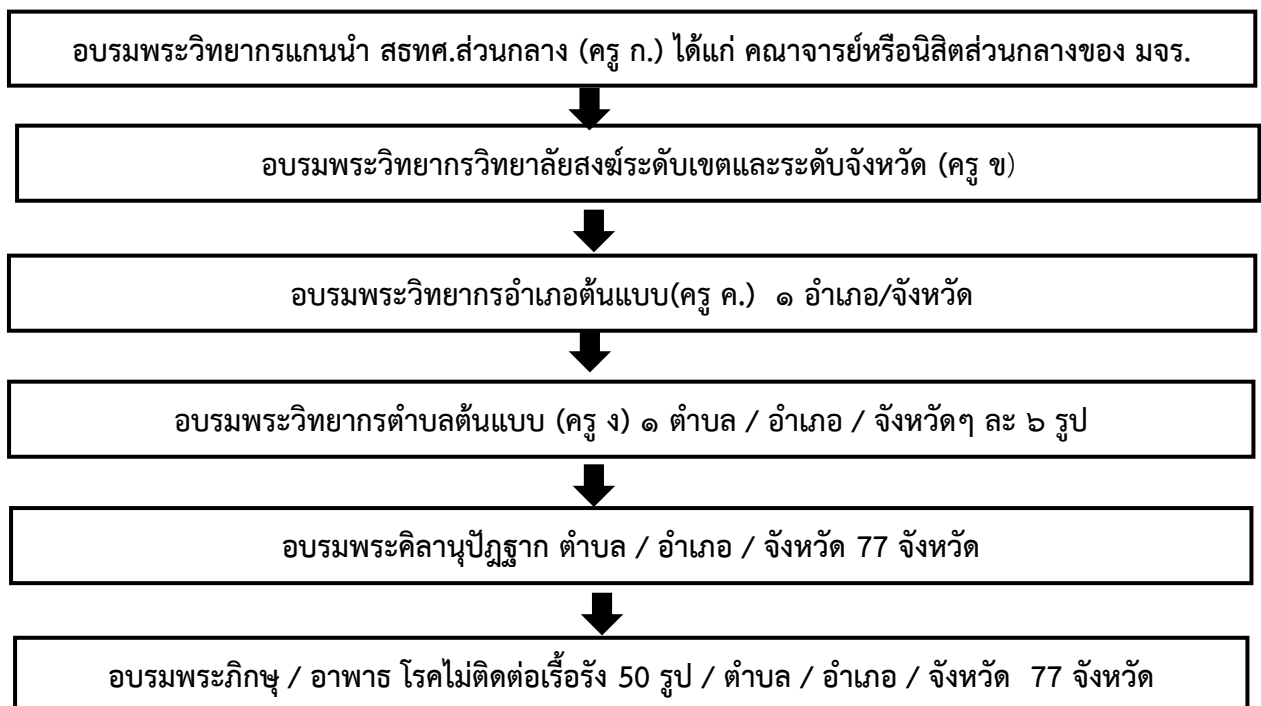 อบรมพระวิทยากรแกนนำ สธทศ.ส่วนกลาง (ครู ก.) ได้แก่ คณาจารย์หรือนิสิตส่วนกลางของ มจร.
อบรมพระวิทยากรวิทยาลัยสงฆ์ระดับเขตและระดับจังหวัด (ครู ข)
อบรมพระวิทยากรอำเภอต้นแบบ(ครู ค.) ๑ อำเภอ/จังหวัด
อบรมพระวิทยากรตำบลต้นแบบ (ครู ง) ๑ ตำบล / อำเภอ / จังหวัดๆ ละ ๖ รูป
อบรมพระคิลานุปัฎฐาก ตำบล / อำเภอ / จังหวัด 77 จังหวัด
อบรมพระภิกษุ / อาพาธ โรคไม่ติดต่อเรื้อรัง 50 รูป / ตำบล / อำเภอ / จังหวัด 77 จังหวัด